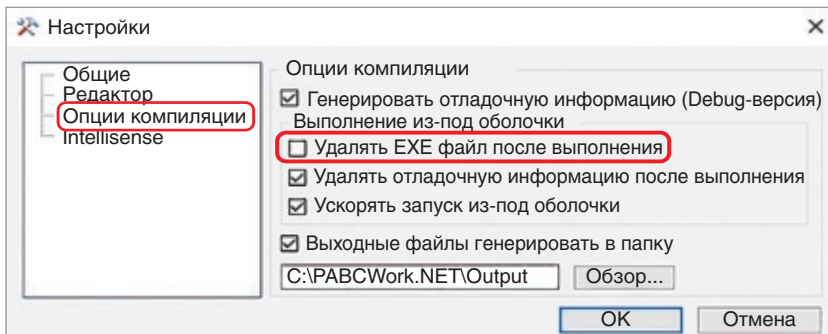 Настройки
Общие
Редактор
Опции компиляции
Intellisense
Опции компиляции
Генерировать отладочную информацию (Debug-версия)
Выполнение из-под оболочки
Удалять EXE файл после выполнения
Удалять отладочную информацию после выполнения
Ускорять запуск из-под оболочки
Выходные файлы генерировать в папку
C:\PABCWork.NET\Output
Обзор...
OK
Отмена